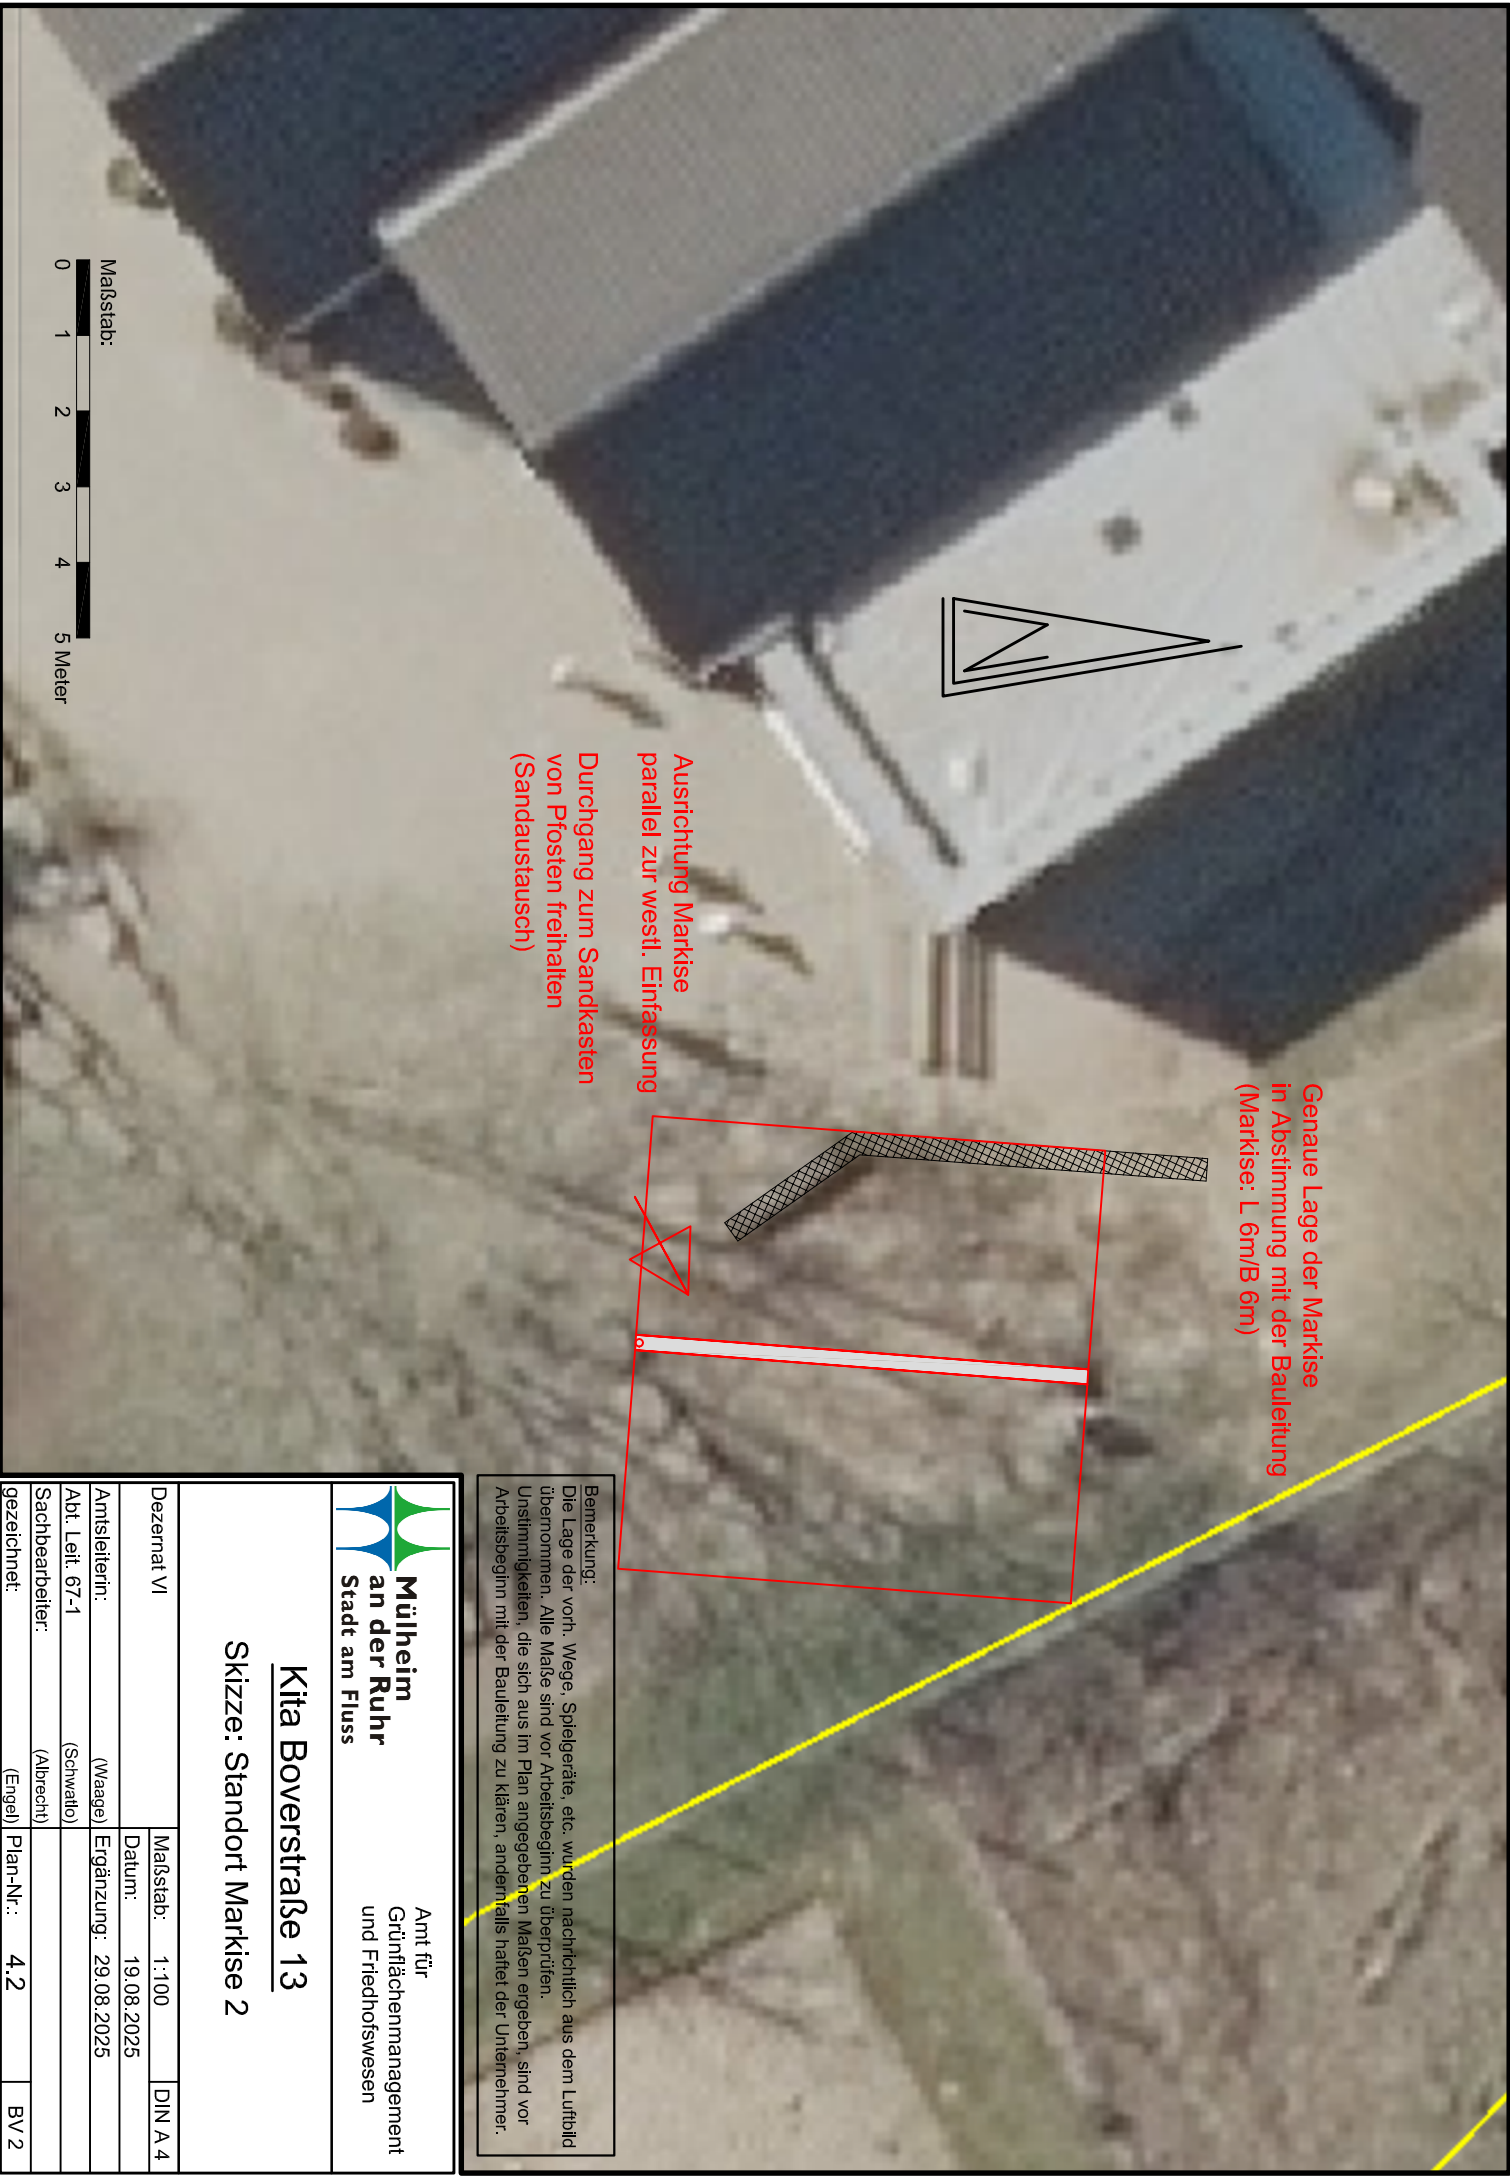 Genaue Lage der Markise
in Abstimmung mit der Bauleitung
(Markise: L 6m/B 6m)
Ausrichtung Markise
parallel zur westl. Einfassung
Durchgang zum Sandkasten
von Pfosten freihalten
(Sandaustausch)
N
Maßstab:
0 1 2 3 4 5 Meter
Bemerkung:
Die Lage der vorh. Wege, Spielgeräte, etc. wurden nachrichtlich aus dem Luftbild
übernommen. Alle Maße sind vor Arbeitsbeginn zu überprüfen.
Unstimmigkeiten, die sich aus im Plan angegebenen Maßen ergeben, sind vor
Arbeitsbeginn mit der Bauleitung zu klären, andernfalls haftet der Unternehmer.
Mülheim
an der Ruhr
Stadt am Fluss
Amt für
Grünflächenmanagement
und Friedhofswesen
Kita Boverstraße 13
Skizze: Standort Markise 2
Dezernat VI
Maßstab: 1:100 DIN A 4
Datum: 19.08.2025
Amtsleiterin: (Waage) Ergänzung: 29.08.2025
Abt. Leit. 67-1 (Schwatlo)
Sachbearbeiter: (Albrecht)
gezeichnet: (Engel) Plan-Nr.: 4.2 BV 2